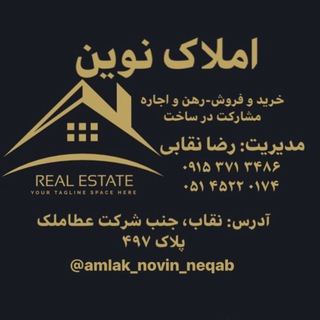 املاک نوین
خرید و فروش-رهن و اجاره
مشارکت در ساخت
مدیریت: رضا نقابی
۰۹۱۵ ۳۷۱ ۳۴۸۶
۰۵۱ ۴۵۲۲ ۰۱۷۴
REAL ESTATE
YOUR TAGLINE SPACE HERE
آدرس: نقاب، جنب شرکت عطاملک
پلاک ۴۹۷
@amlak_novin_neqab